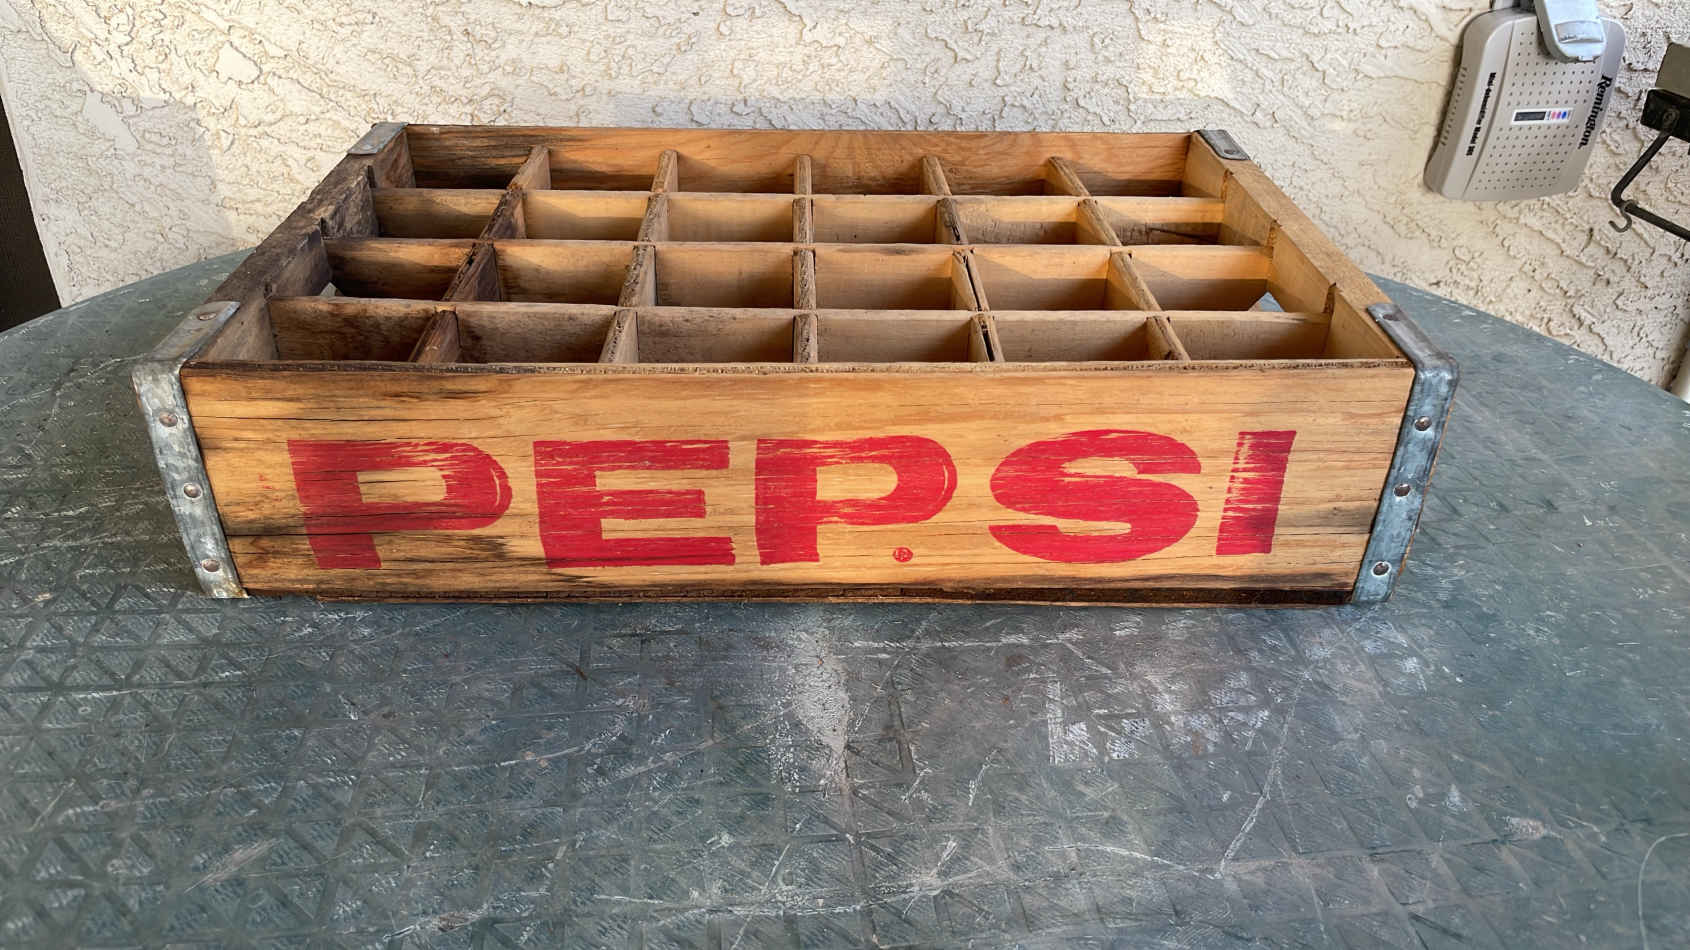 PEPSI
®
Remington.